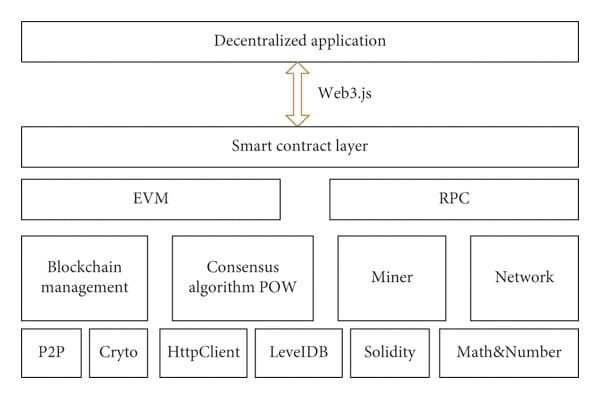 Decentralized application
Web3.js
Smart contract layer
EVM
RPC
Blockchain
management
Consensus
algorithm POW
Miner
Network
P2P
Cryto
HttpClient
LeveIDB
Solidity
Math&Number